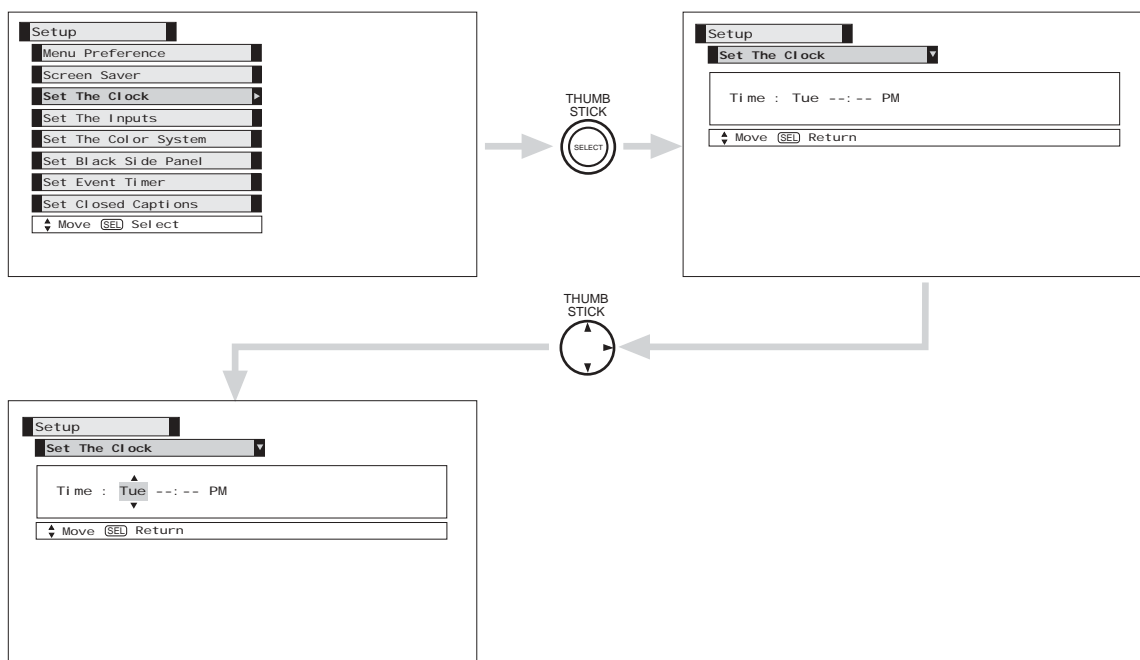 Setup
Menu Preference
Screen Saver
Set The Clock
Set The Inputs
Set The Color System
Set Black Side Panel
Set Event Timer
Set Closed Captions
Move SEL Select
THUMB
STICK
SELECT
Setup
Set The Clock
Time : Tue --:-- PM
Move SEL Return
THUMB
STICK
Setup
Set The Clock
Time : Tue --:-- PM
Move SEL Return